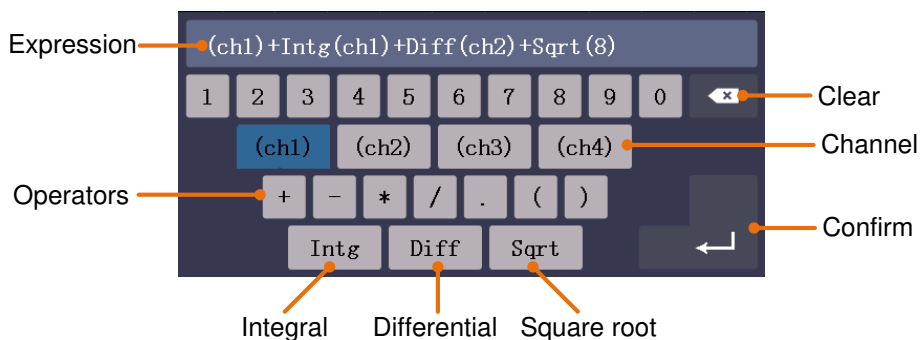 Expression
(ch1)+Intg(ch1)+Diff(ch2)+Sqrt(8)
1 2 3 4 5 6 7 8 9 0
Clear
(ch1) (ch2) (ch3) (ch4)
Channel
Operators
+ - * / . ( )
Confirm
Intg Diff Sqrt
Integral Differential Square root